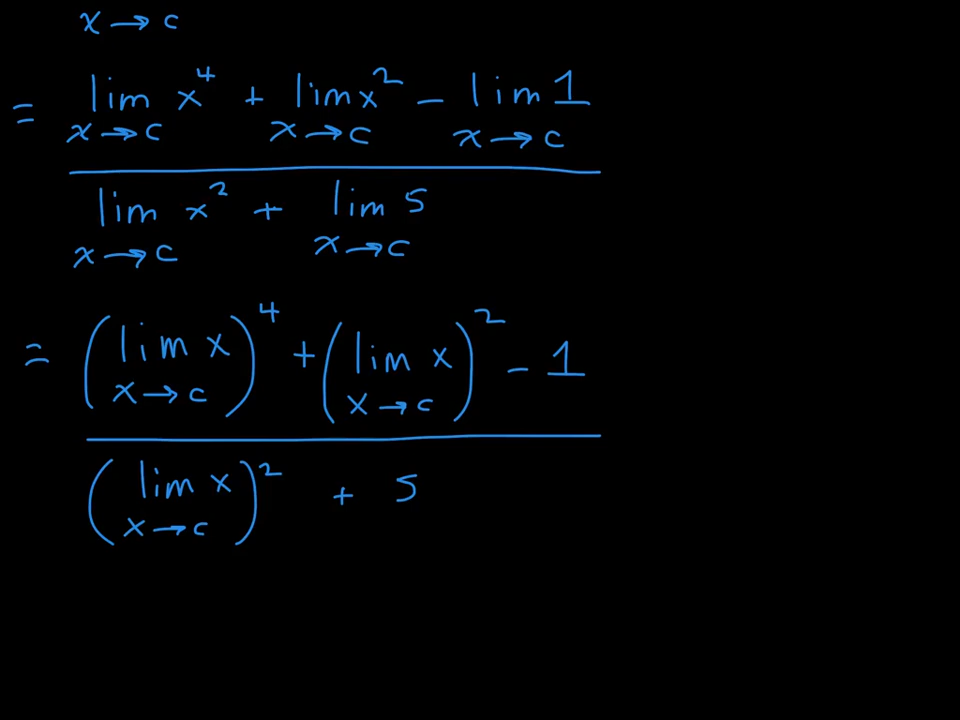 x → c
= lim x⁴ + lim x² − lim 1
x → c x → c x → c
lim x² + lim 5
x → c x → c
= (lim x)⁴ + (lim x)² − 1
x → c x → c
(lim x)² + 5
x → c